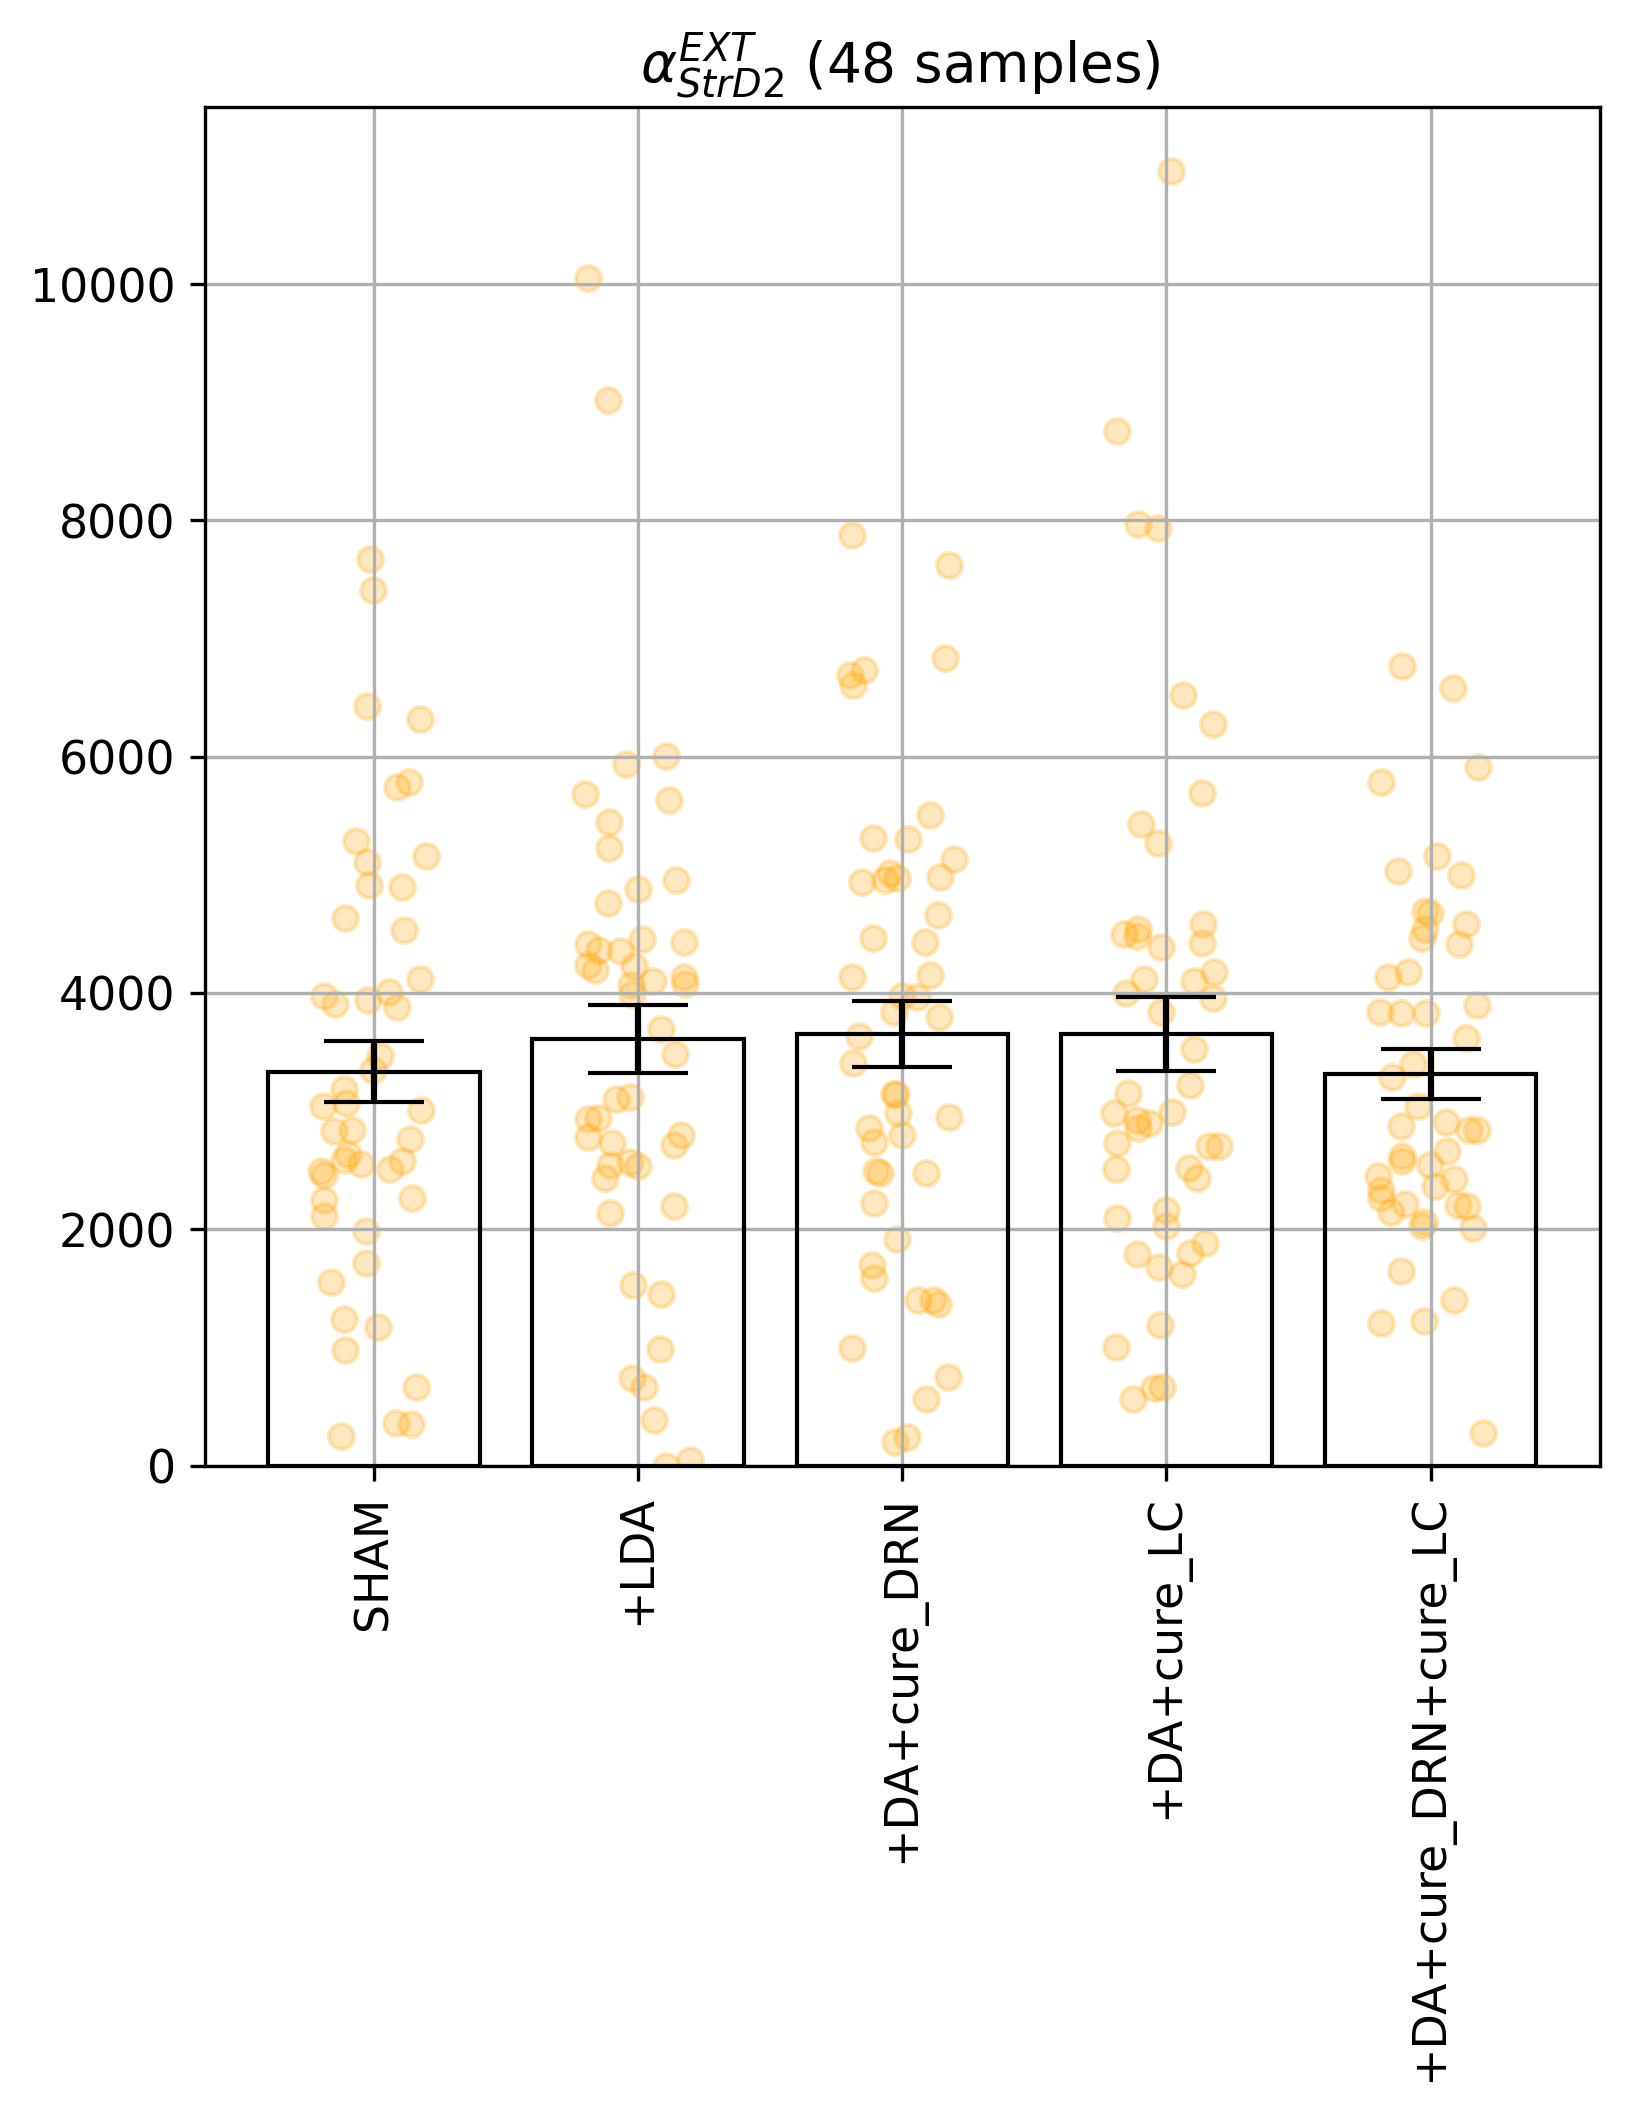 α_{StrD2}^{EXT} (48 samples)
10000
8000
6000
4000
2000
0
SHAM
+LDA
+DA+cure_DRN
+DA+cure_LC
+DA+cure_DRN+cure_LC